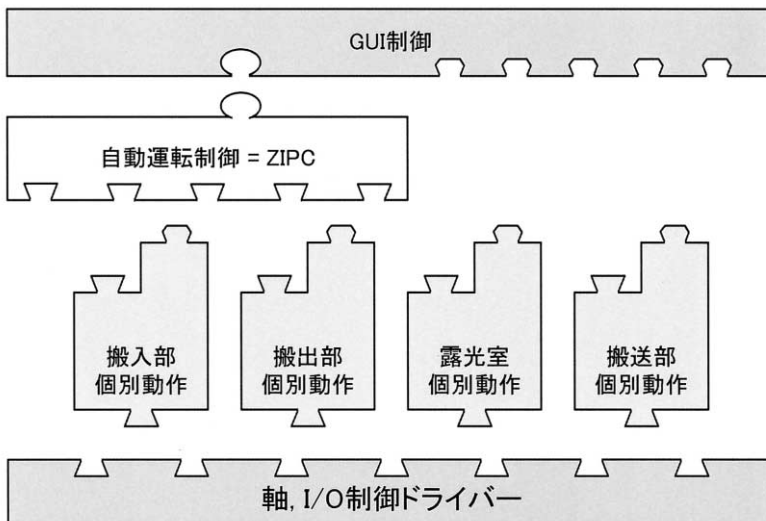 GUI制御
自動運転制御 = ZIPC
搬入部
個別動作
搬出部
個別動作
露光室
個別動作
搬送部
個別動作
軸, I/O制御ドライバー